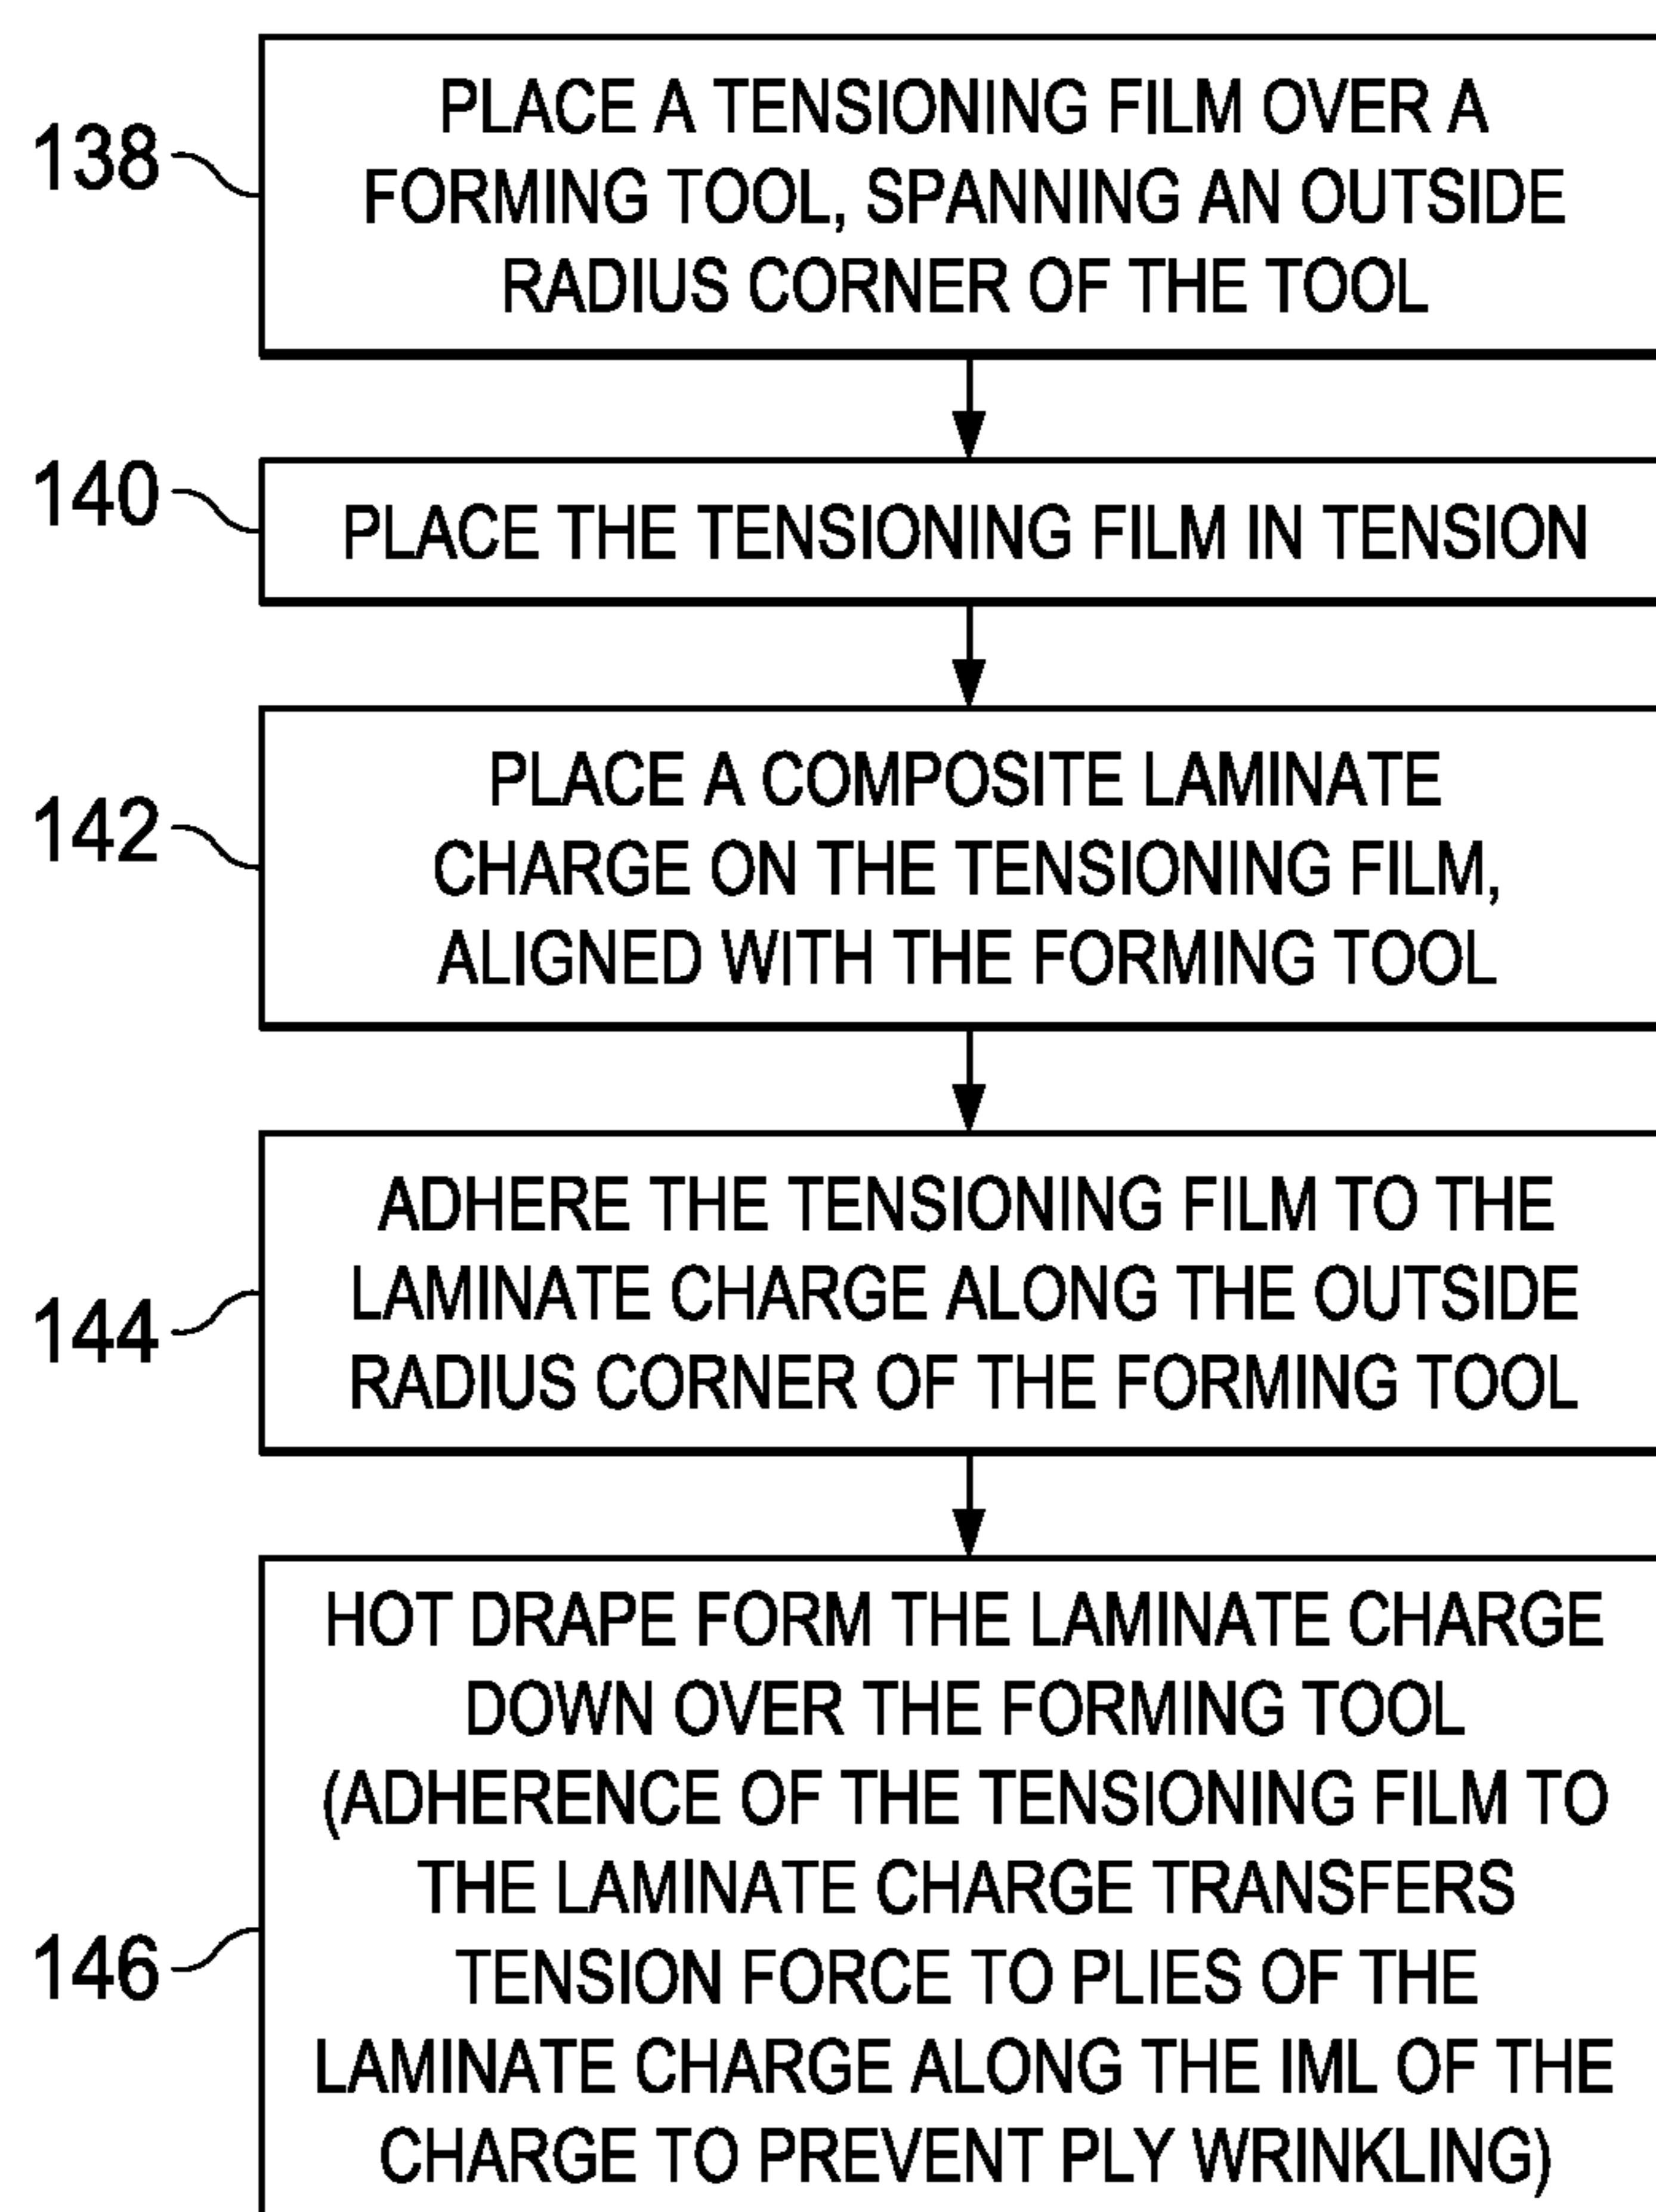 138
PLACE A TENSIONING FILM OVER A
FORMING TOOL, SPANNING AN OUTSIDE
RADIUS CORNER OF THE TOOL
140
PLACE THE TENSIONING FILM IN TENSION
142
PLACE A COMPOSITE LAMINATE
CHARGE ON THE TENSIONING FILM,
ALIGNED WITH THE FORMING TOOL
144
ADHERE THE TENSIONING FILM TO THE
LAMINATE CHARGE ALONG THE OUTSIDE
RADIUS CORNER OF THE FORMING TOOL
146
HOT DRAPE FORM THE LAMINATE CHARGE
DOWN OVER THE FORMING TOOL
(ADHERENCE OF THE TENSIONING FILM TO
THE LAMINATE CHARGE TRANSFERS
TENSION FORCE TO PLIES OF THE
LAMINATE CHARGE ALONG THE IML OF THE
CHARGE TO PREVENT PLY WRINKLING)